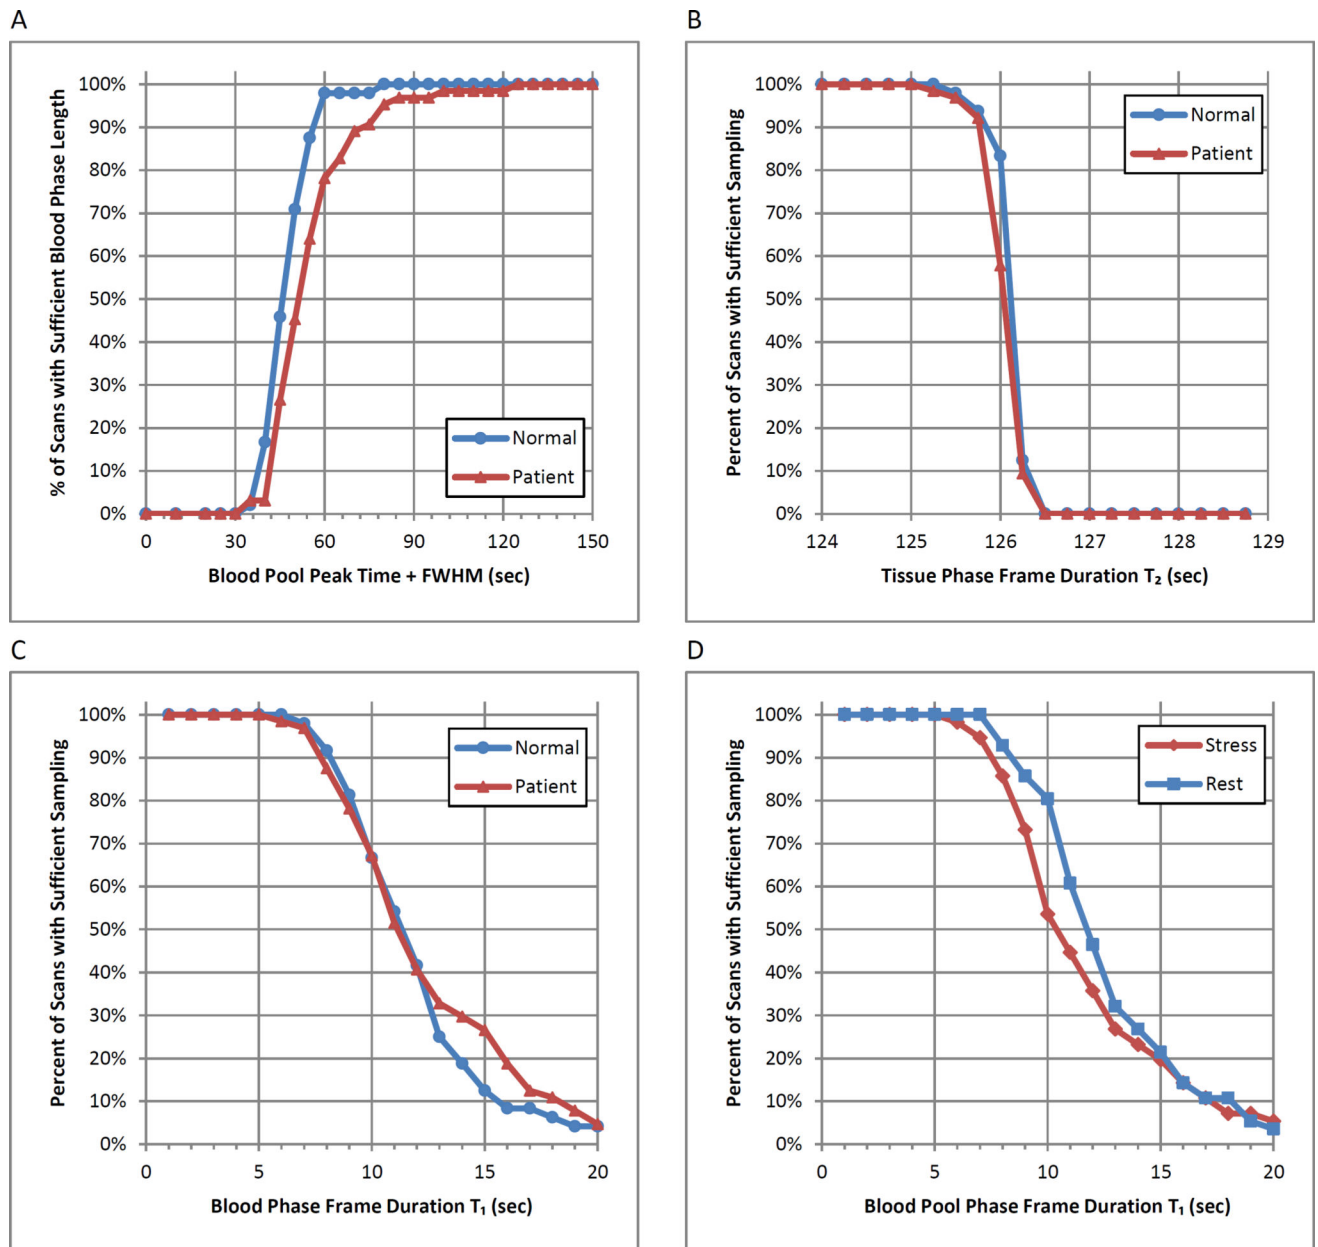 A
% of Scans with Sufficient Blood Phase Length
100%
90%
80%
70%
60%
50%
40%
30%
20%
10%
0%
Normal
Patient
0 30 60 90 120 150
Blood Pool Peak Time + FWHM (sec)
B
Percent of Scans with Sufficient Sampling
100%
90%
80%
70%
60%
50%
40%
30%
20%
10%
0%
Normal
Patient
124 125 126 127 128 129
Tissue Phase Frame Duration T₂ (sec)
C
Percent of Scans with Sufficient Sampling
100%
90%
80%
70%
60%
50%
40%
30%
20%
10%
0%
Normal
Patient
0 5 10 15 20
Blood Phase Frame Duration T₁ (sec)
D
Percent of Scans with Sufficient Sampling
100%
90%
80%
70%
60%
50%
40%
30%
20%
10%
0%
Stress
Rest
0 5 10 15 20
Blood Pool Phase Frame Duration T₁ (sec)